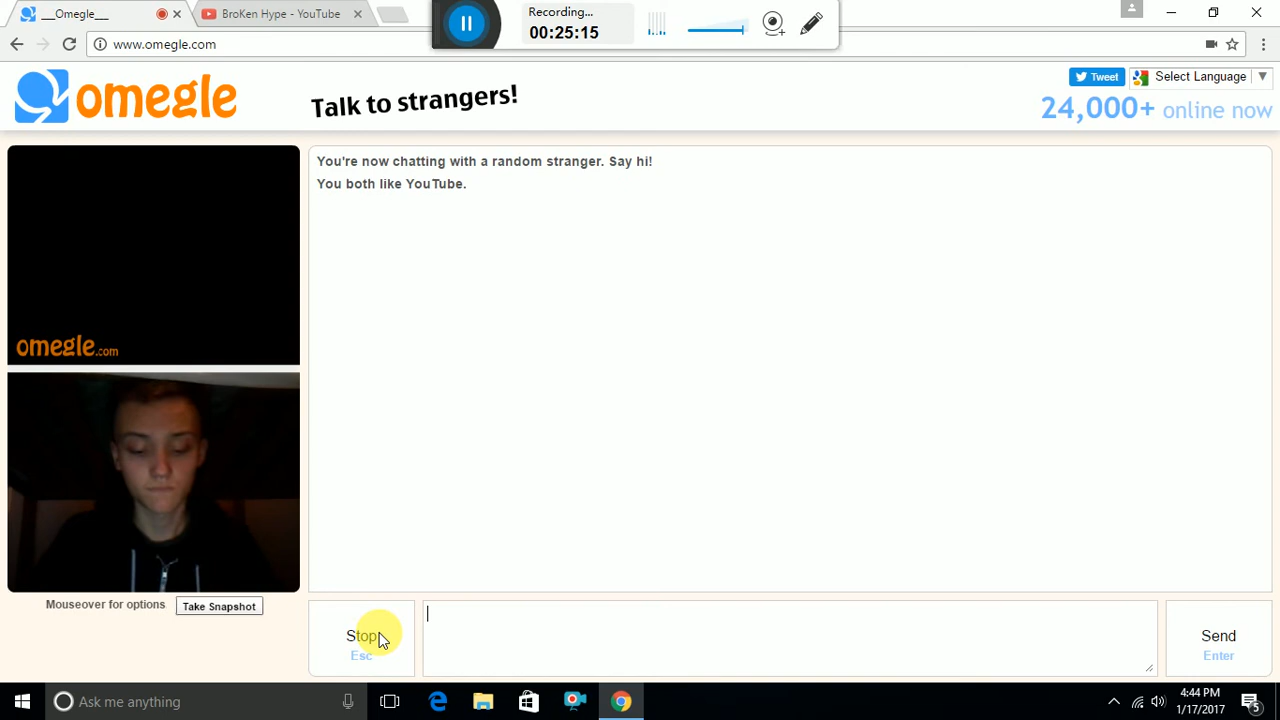 __Omegle__
BroKen Hype - YouTube
Recording...
00:25:15
www.omegle.com
omegle
Talk to strangers!
Tweet
Select Language
24,000+ online now
You're now chatting with a random stranger. Say hi!
You both like YouTube.
omegle.com
Mouseover for options
Take Snapshot
Stop
Esc
Send
Enter
Ask me anything
4:44 PM
1/17/2017
5